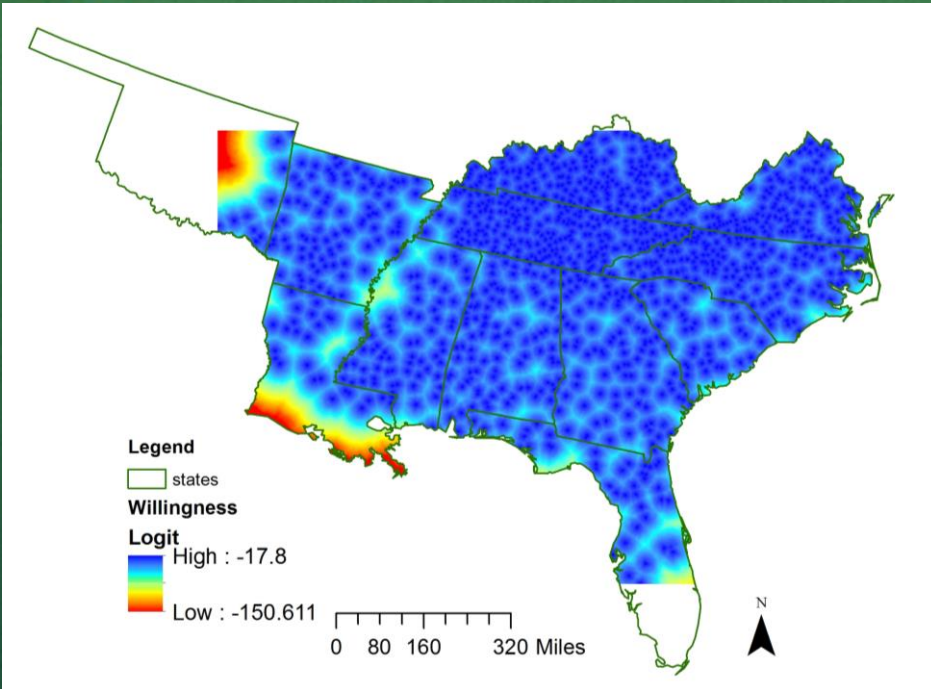 Legend
states
Willingness
Logit
High : -17.8
Low : -150.611
0 80 160 320 Miles
N